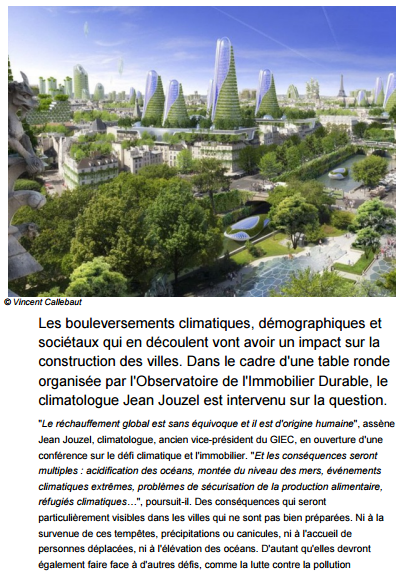 © Vincent Callebaut
Les bouleversements climatiques, démographiques et
sociétaux qui en découlent vont avoir un impact sur la
construction des villes. Dans le cadre d'une table ronde
organisée par l'Observatoire de l'Immobilier Durable, le
climatologue Jean Jouzel est intervenu sur la question.
"Le réchauffement global est sans équivoque et il est d'origine humaine", assène
Jean Jouzel, climatologue, ancien vice-président du GIEC, en ouverture d'une
conférence sur le défi climatique et l'immobilier. "Et les conséquences seront
multiples : acidification des océans, montée du niveau des mers, événements
climatiques extrêmes, problèmes de sécurisation de la production alimentaire,
réfugiés climatiques…", poursuit-il. Des conséquences qui seront
particulièrement visibles dans les villes qui ne sont pas bien préparées. Ni à la
survenue de ces tempêtes, précipitations ou canicules, ni à l'accueil de
personnes déplacées, ni à l'élévation des océans. D'autant qu'elles devront
également faire face à d'autres défis, comme la lutte contre la pollution